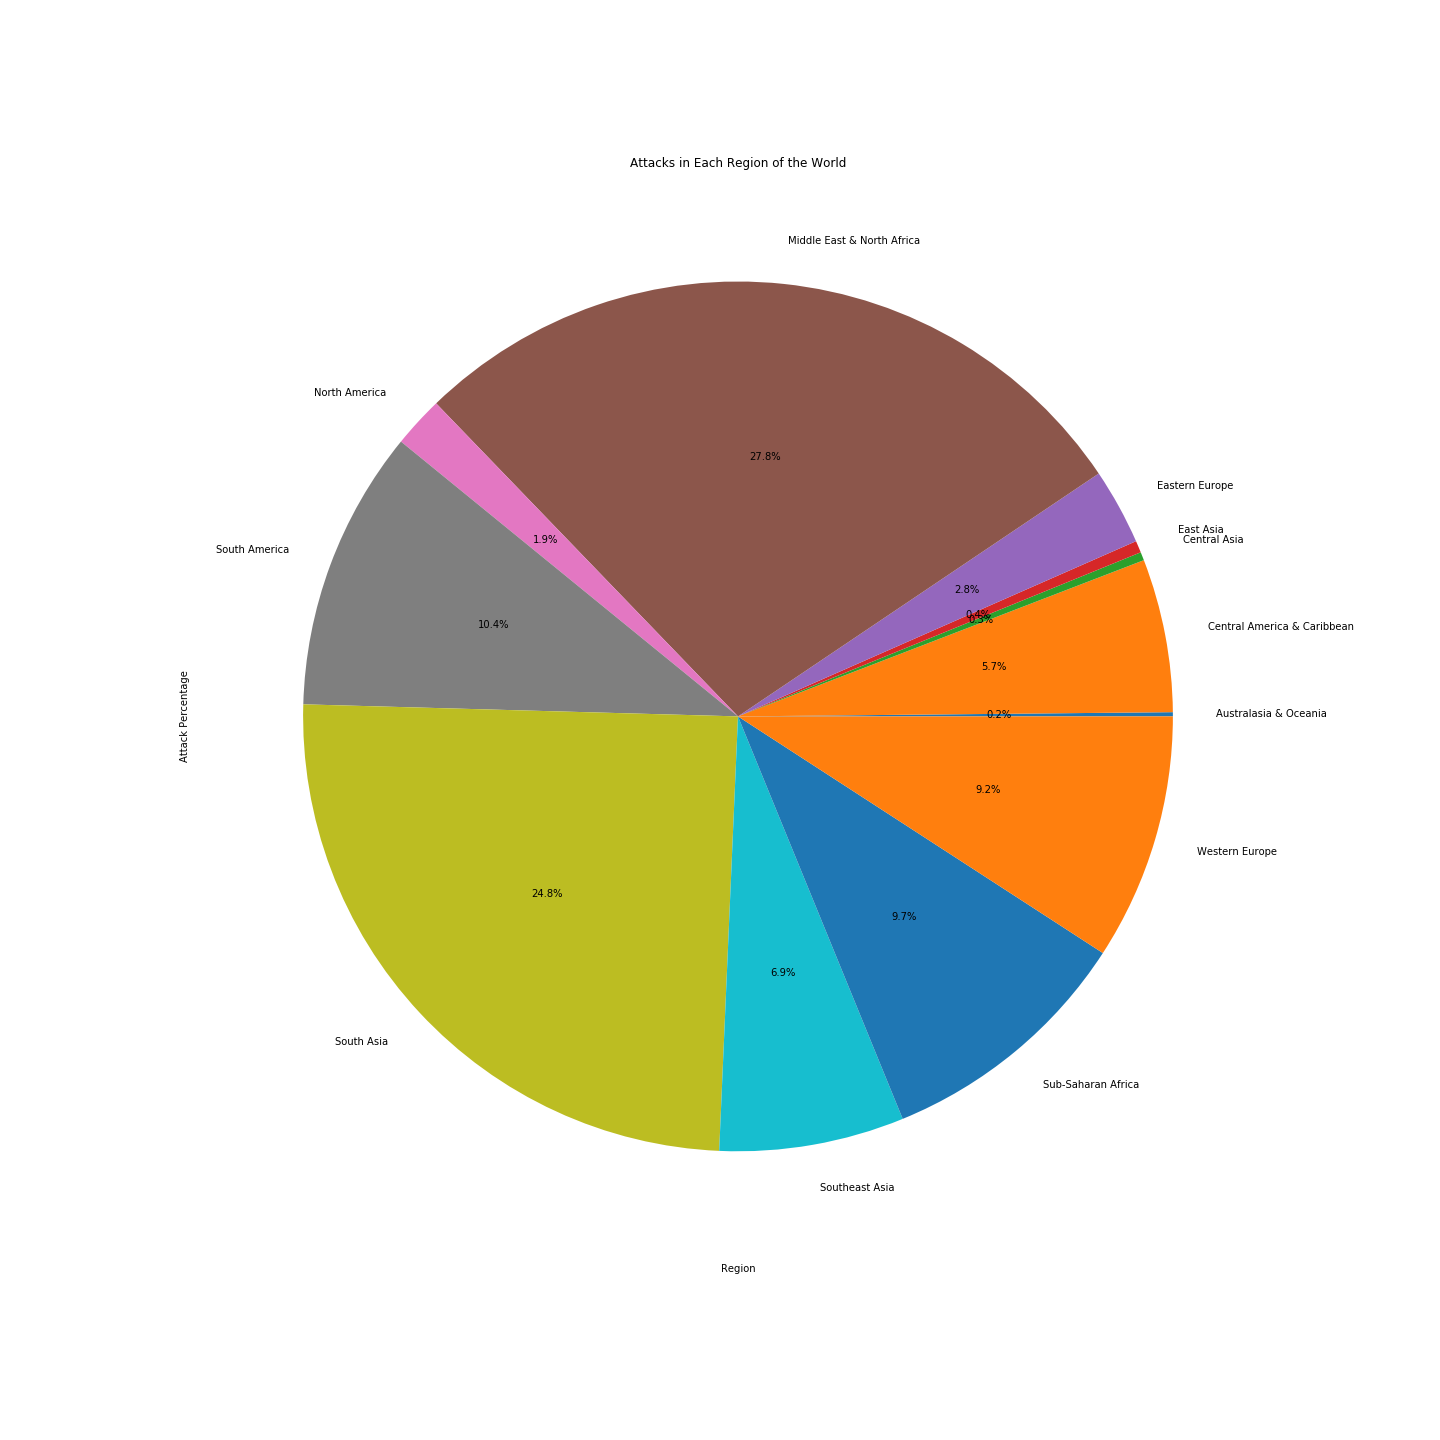 Attacks in Each Region of the World
Middle East & North Africa
North America
27.8%
Eastern Europe
East Asia
Central Asia
1.9%
South America
2.8%
0.4%
0.3%
10.4%
Central America & Caribbean
5.7%
Attack Percentage
0.2%
Australasia & Oceania
9.2%
Western Europe
24.8%
9.7%
6.9%
South Asia
Sub-Saharan Africa
Southeast Asia
Region